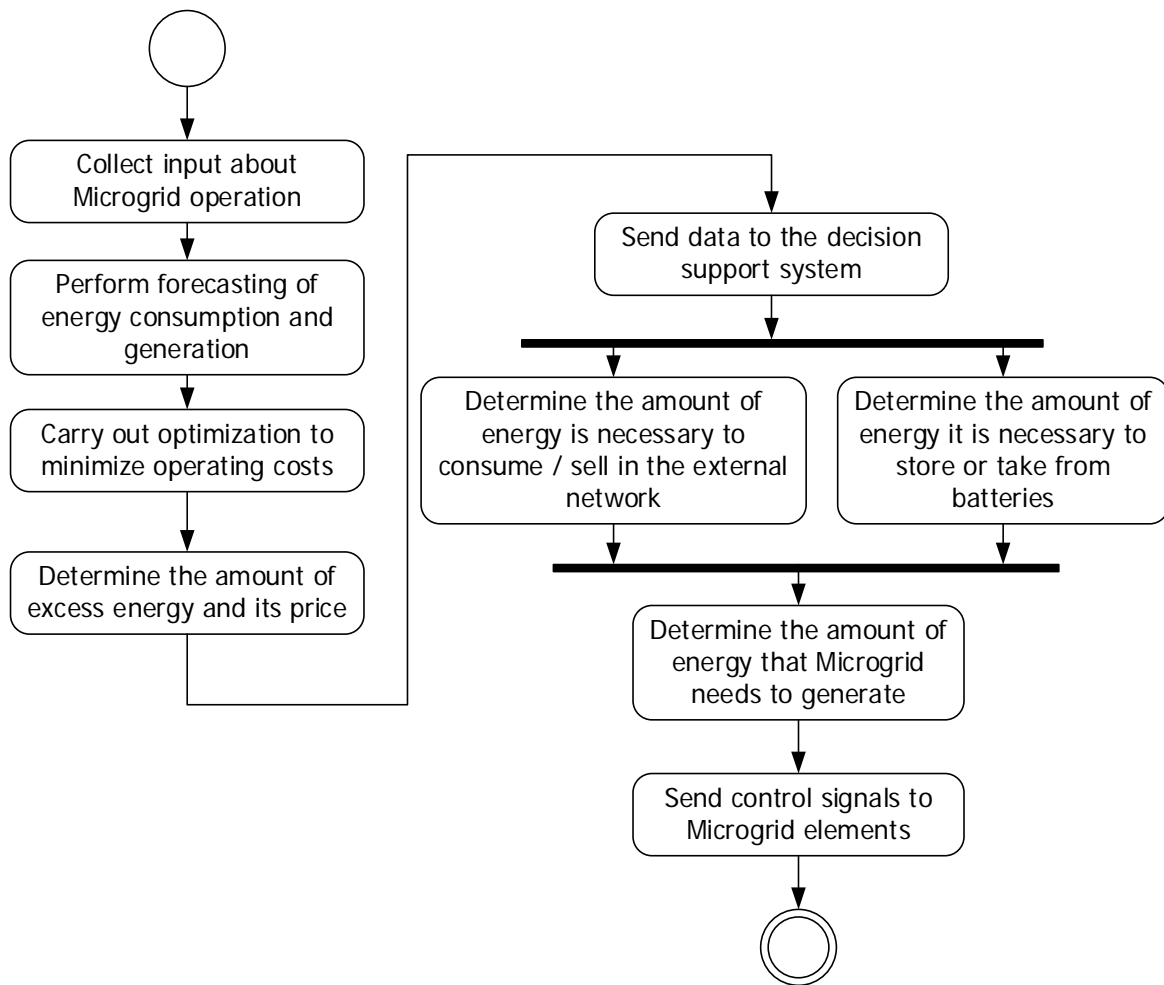 Collect input about
Microgrid operation
Perform forecasting of
energy consumption and
generation
Carry out optimization to
minimize operating costs
Determine the amount of
excess energy and its price
Send data to the decision
support system
Determine the amount of
energy is necessary to
consume / sell in the external
network
Determine the amount of
energy it is necessary to
store or take from
batteries
Determine the amount of
energy that Microgrid
needs to generate
Send control signals to
Microgrid elements